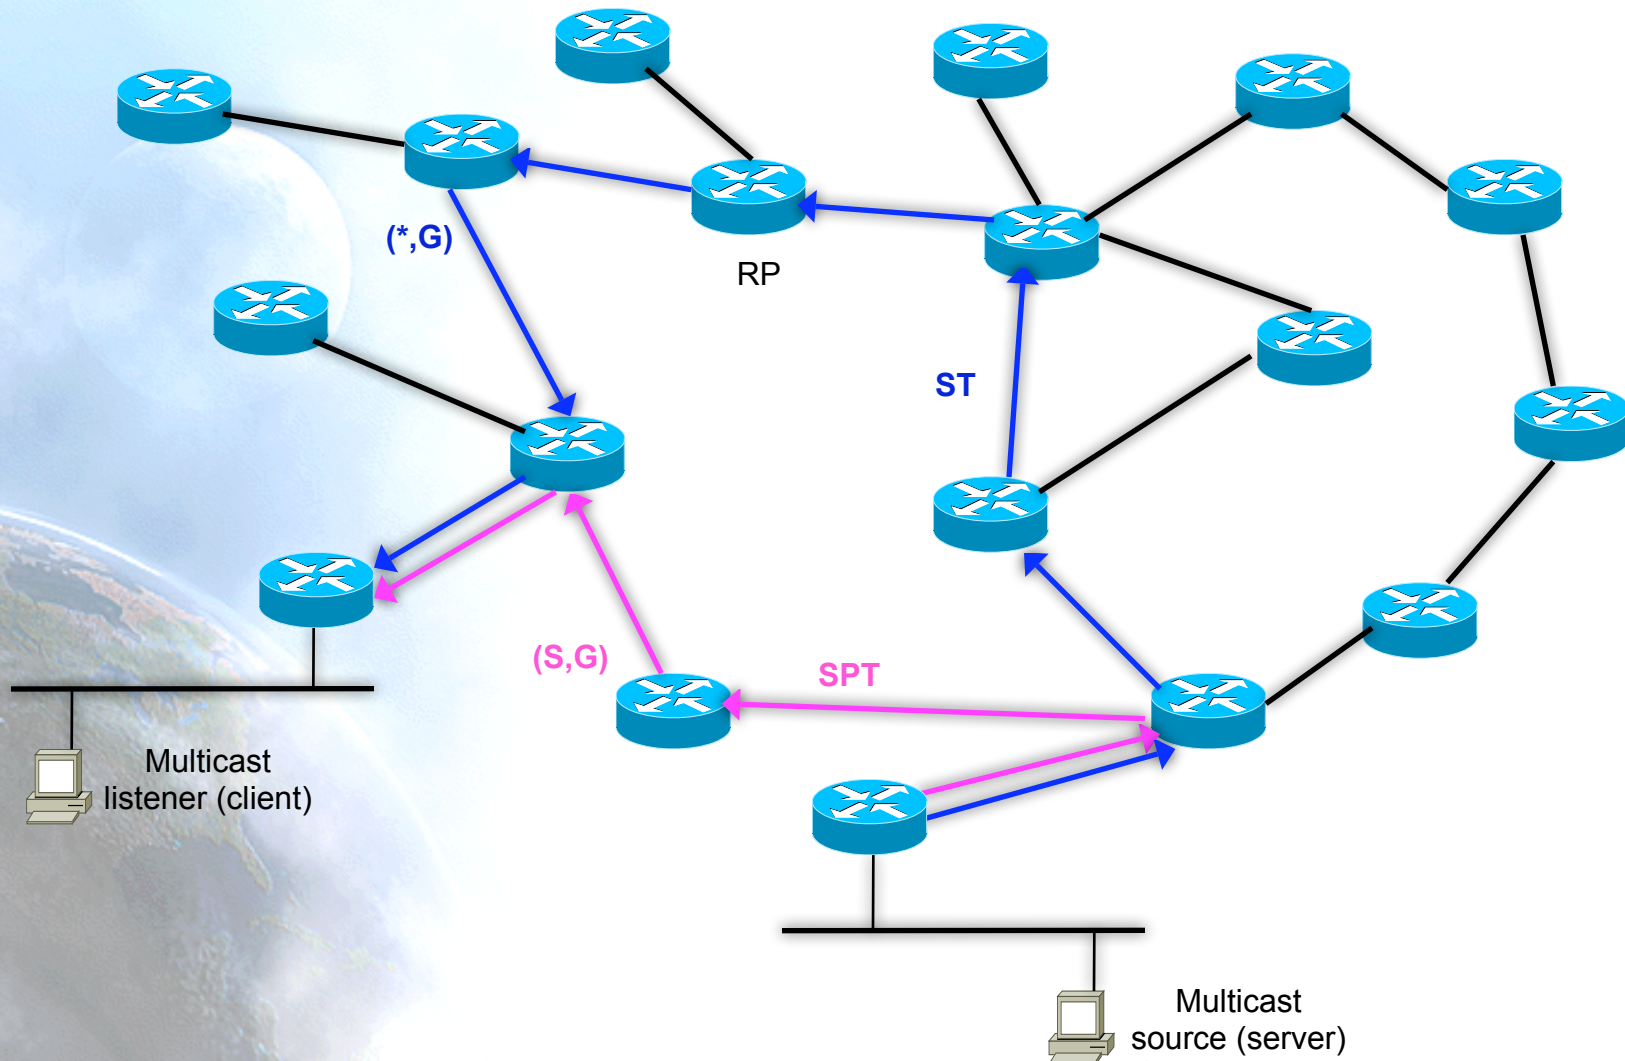 (*,G)
RP
ST
(S,G)
SPT
Multicast
listener (client)
Multicast
source (server)